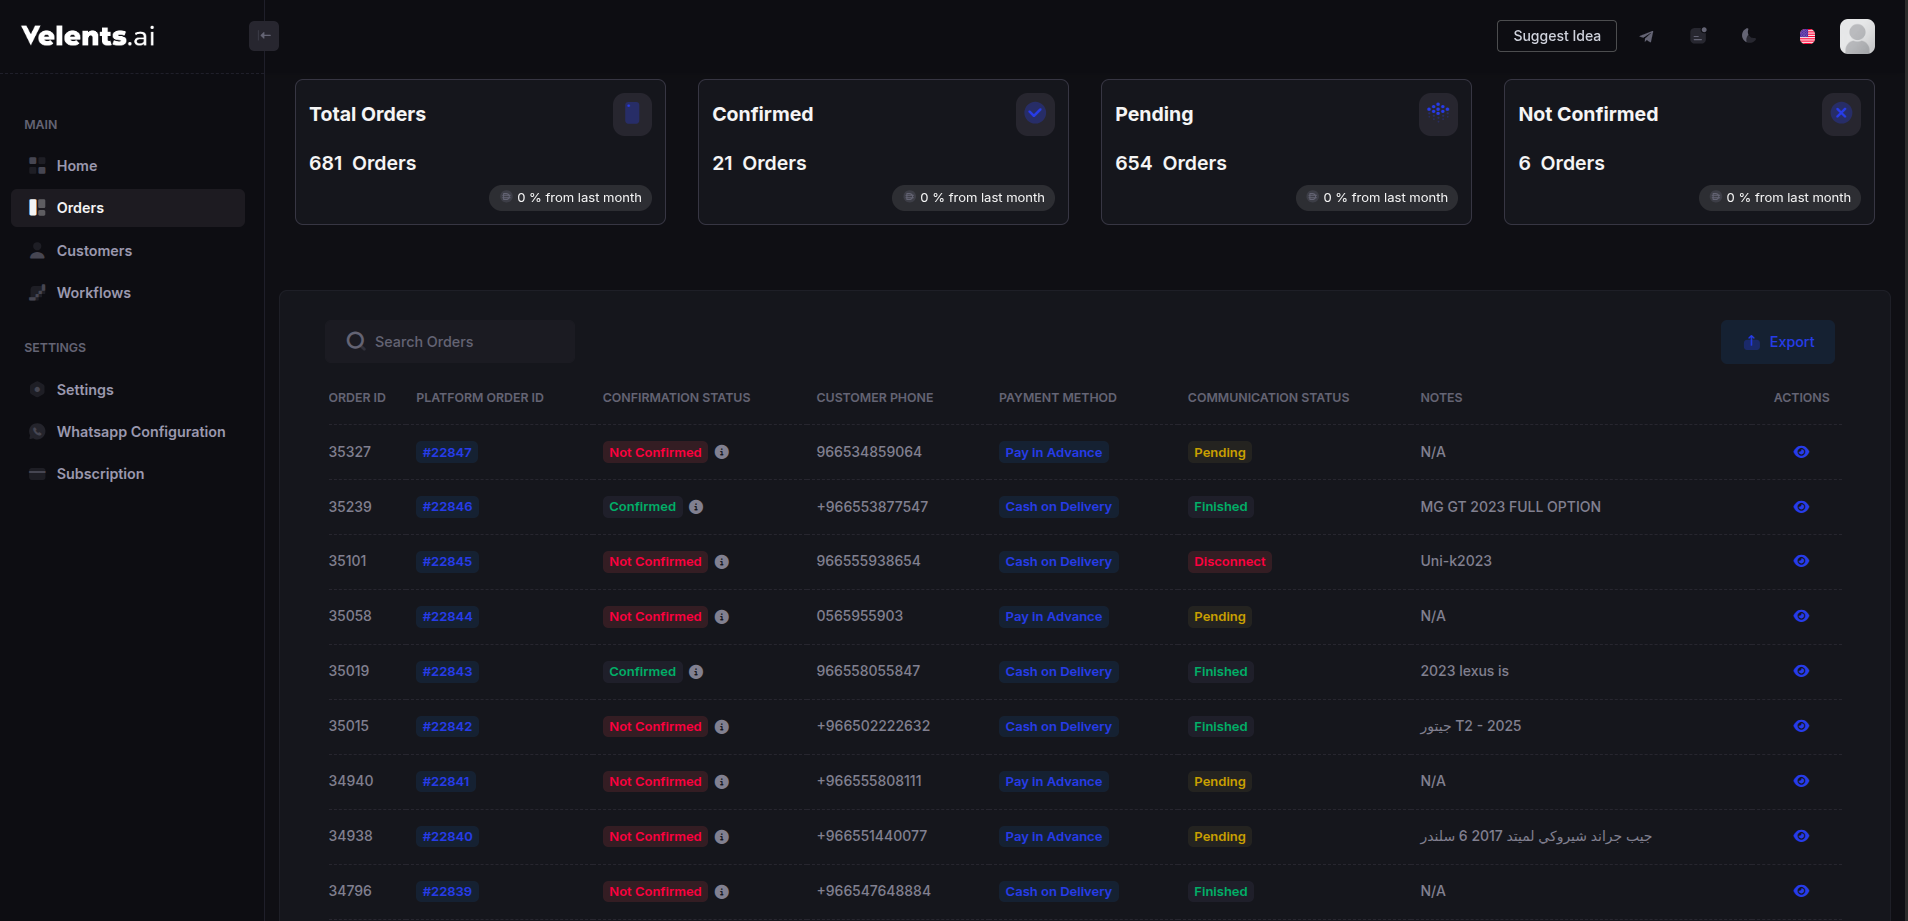 Velents.ai
Suggest Idea
MAIN
Home
Orders
Customers
Workflows
SETTINGS
Settings
Whatsapp Configuration
Subscription
Total Orders
681 Orders
0 % from last month
Confirmed
21 Orders
0 % from last month
Pending
654 Orders
0 % from last month
Not Confirmed
6 Orders
0 % from last month
Search Orders
Export
ORDER ID PLATFORM ORDER ID CONFIRMATION STATUS CUSTOMER PHONE PAYMENT METHOD COMMUNICATION STATUS NOTES ACTIONS
35327 #22847 Not Confirmed 966534859064 Pay in Advance Pending N/A
35239 #22846 Confirmed +966553877547 Cash on Delivery Finished MG GT 2023 FULL OPTION
35101 #22845 Not Confirmed 966555938654 Cash on Delivery Disconnect Uni-k2023
35058 #22844 Not Confirmed 0565955903 Pay in Advance Pending N/A
35019 #22843 Confirmed 966558055847 Cash on Delivery Finished 2023 lexus is
35015 #22842 Not Confirmed +966502222632 Cash on Delivery Finished جيتور T2 - 2025
34940 #22841 Not Confirmed +966555808111 Pay in Advance Pending N/A
34938 #22840 Not Confirmed +966551440077 Pay in Advance Pending جيب جراند شيروكي لميتد 2017 6 سلندر
34796 #22839 Not Confirmed +966547648884 Cash on Delivery Finished N/A